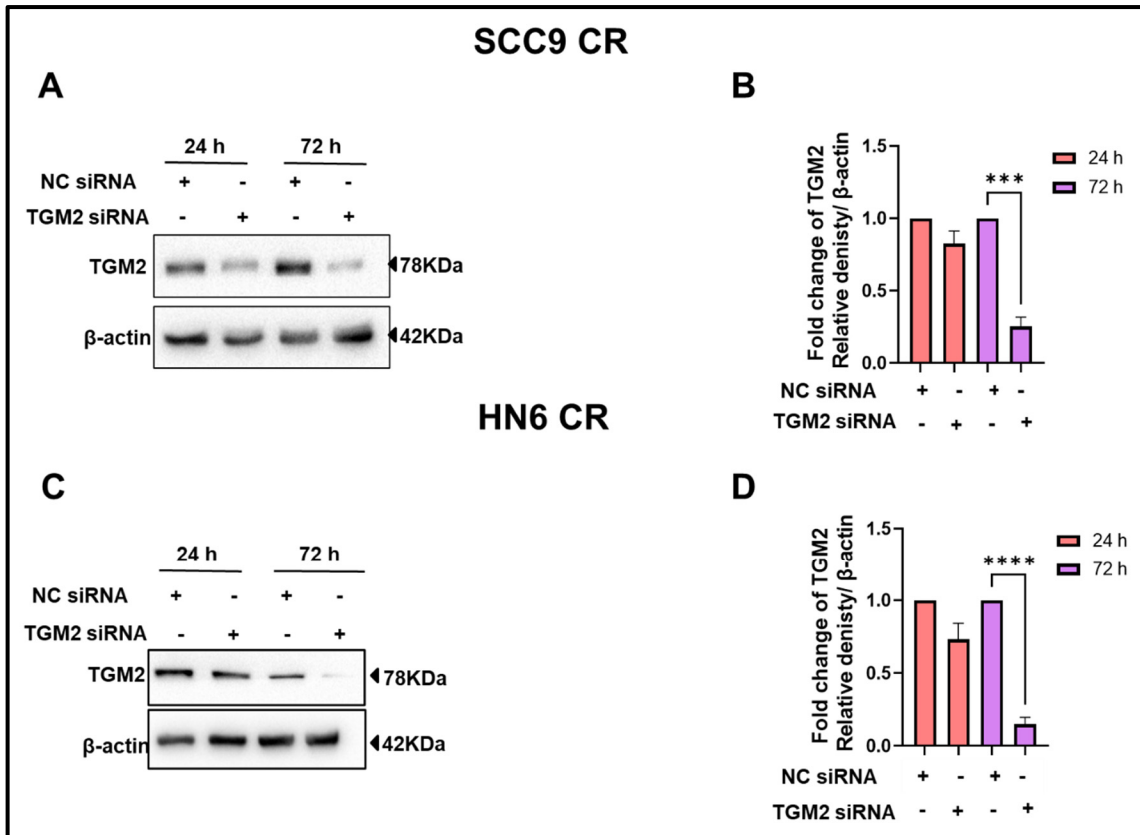 SCC9 CR
A
24 h 72 h
NC siRNA + - + -
TGM2 siRNA - + - +
TGM2 78KDa
β-actin 42KDa
B
Fold change of TGM2
Relative denisty/ β-actin
1.5
1.0
0.5
0.0
***
24 h
72 h
NC siRNA + - + -
TGM2 siRNA - + - +
HN6 CR
C
24 h 72 h
NC siRNA + - + -
TGM2 siRNA - + - +
TGM2 78KDa
β-actin 42KDa
D
Fold change of TGM2
Relative denisty/ β-actin
1.5
1.0
0.5
0.0
****
24 h
72 h
NC siRNA + - + -
TGM2 siRNA - + - +